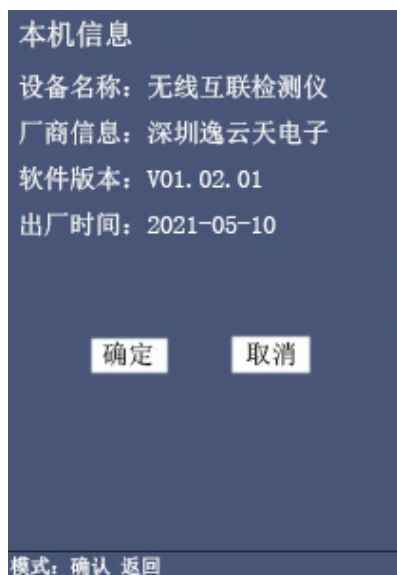 本机信息
设备名称：无线互联检测仪
厂商信息：深圳逸云天电子
软件版本：V01.02.01
出厂时间：2021-05-10
确定 取消
模式：确认 返回